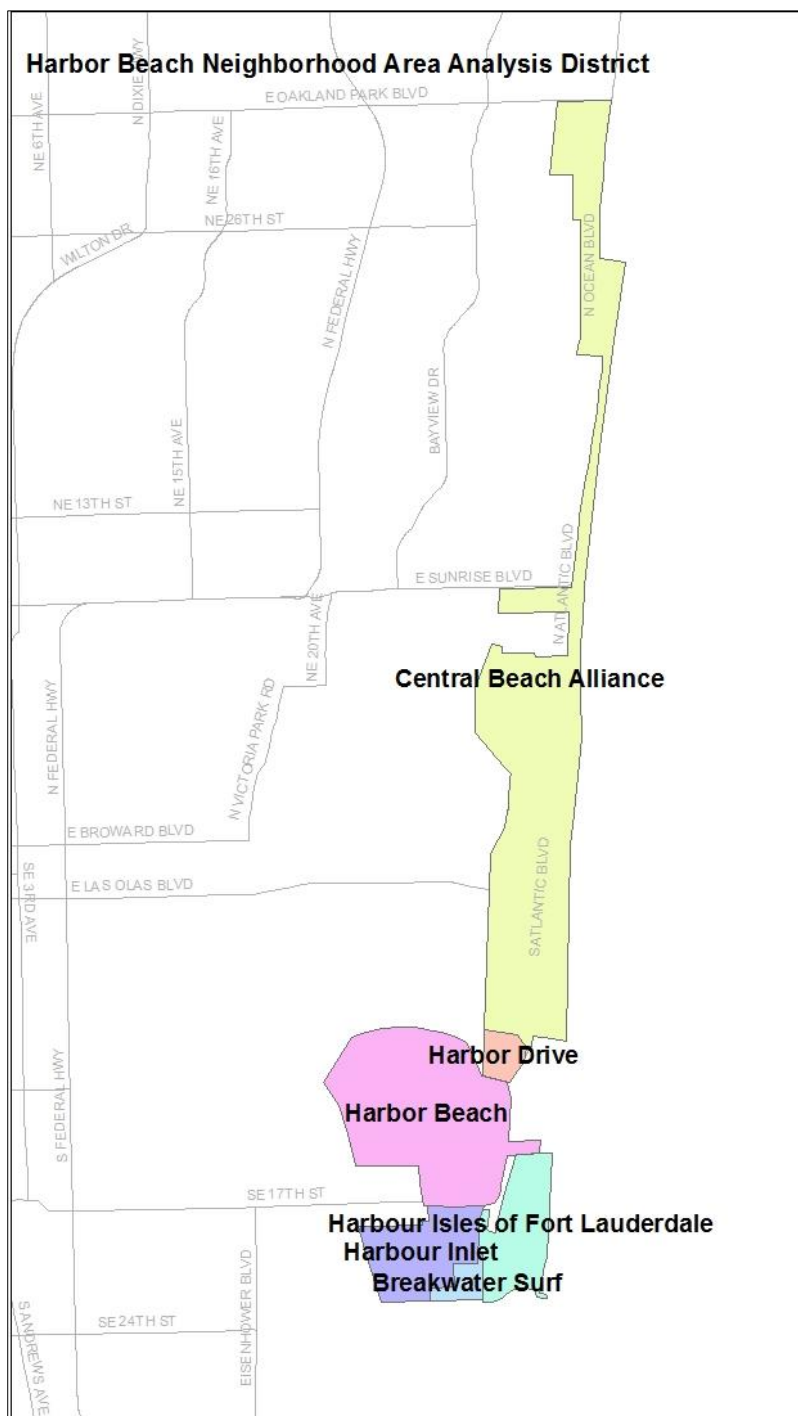 Harbor Beach Neighborhood Area Analysis District
N DIXIE HWY
E OAKLAND PARK BLVD
NE 6TH AVE
NE 16TH AVE
NE 26TH ST
WILTON DR
N OCEAN BLVD
N FEDERAL HWY
BAYVIEW DR
NE 15TH AVE
NE 13TH ST
E SUNRISE BLVD
N ATLANTIC BLVD
NE 20TH AVE
Central Beach Alliance
N FEDERAL HWY
N VICTORIA PARK RD
E BROWARD BLVD
E LAS OLAS BLVD
SE 3RD AVE
S ATLANTIC BLVD
Harbor Drive
Harbor Beach
S FEDERAL HWY
SE 17TH ST
Harbour Isles of Fort Lauderdale
Harbour Inlet
Breakwater Surf
EISENHOWER BLVD
SE 24TH ST
S ANDREWS AVE